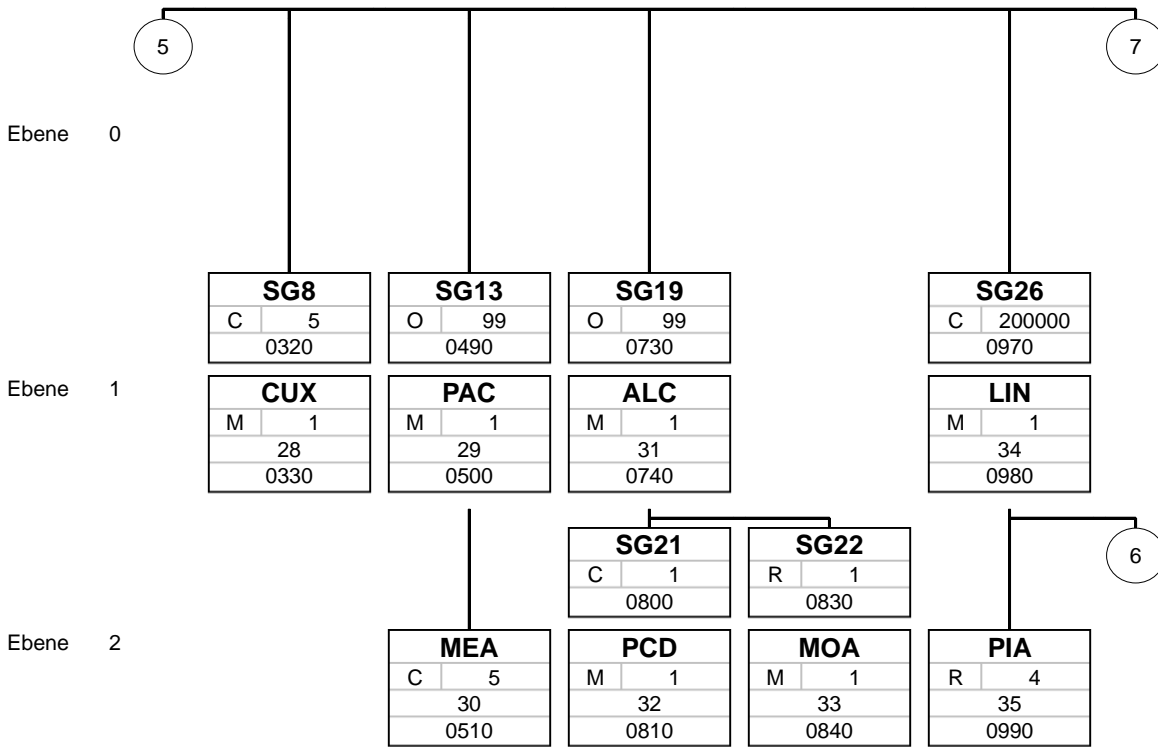 5 7
Ebene 0
SG8 SG13 SG19 SG26
C 5 O 99 O 99 C 200000
0320 0490 0730 0970
Ebene 1
CUX PAC ALC LIN
M 1 M 1 M 1 M 1
28 29 31 34
0330 0500 0740 0980
SG21 SG22 6
C 1 R 1
0800 0830
Ebene 2
MEA PCD MOA PIA
C 5 M 1 M 1 R 4
30 32 33 35
0510 0810 0840 0990